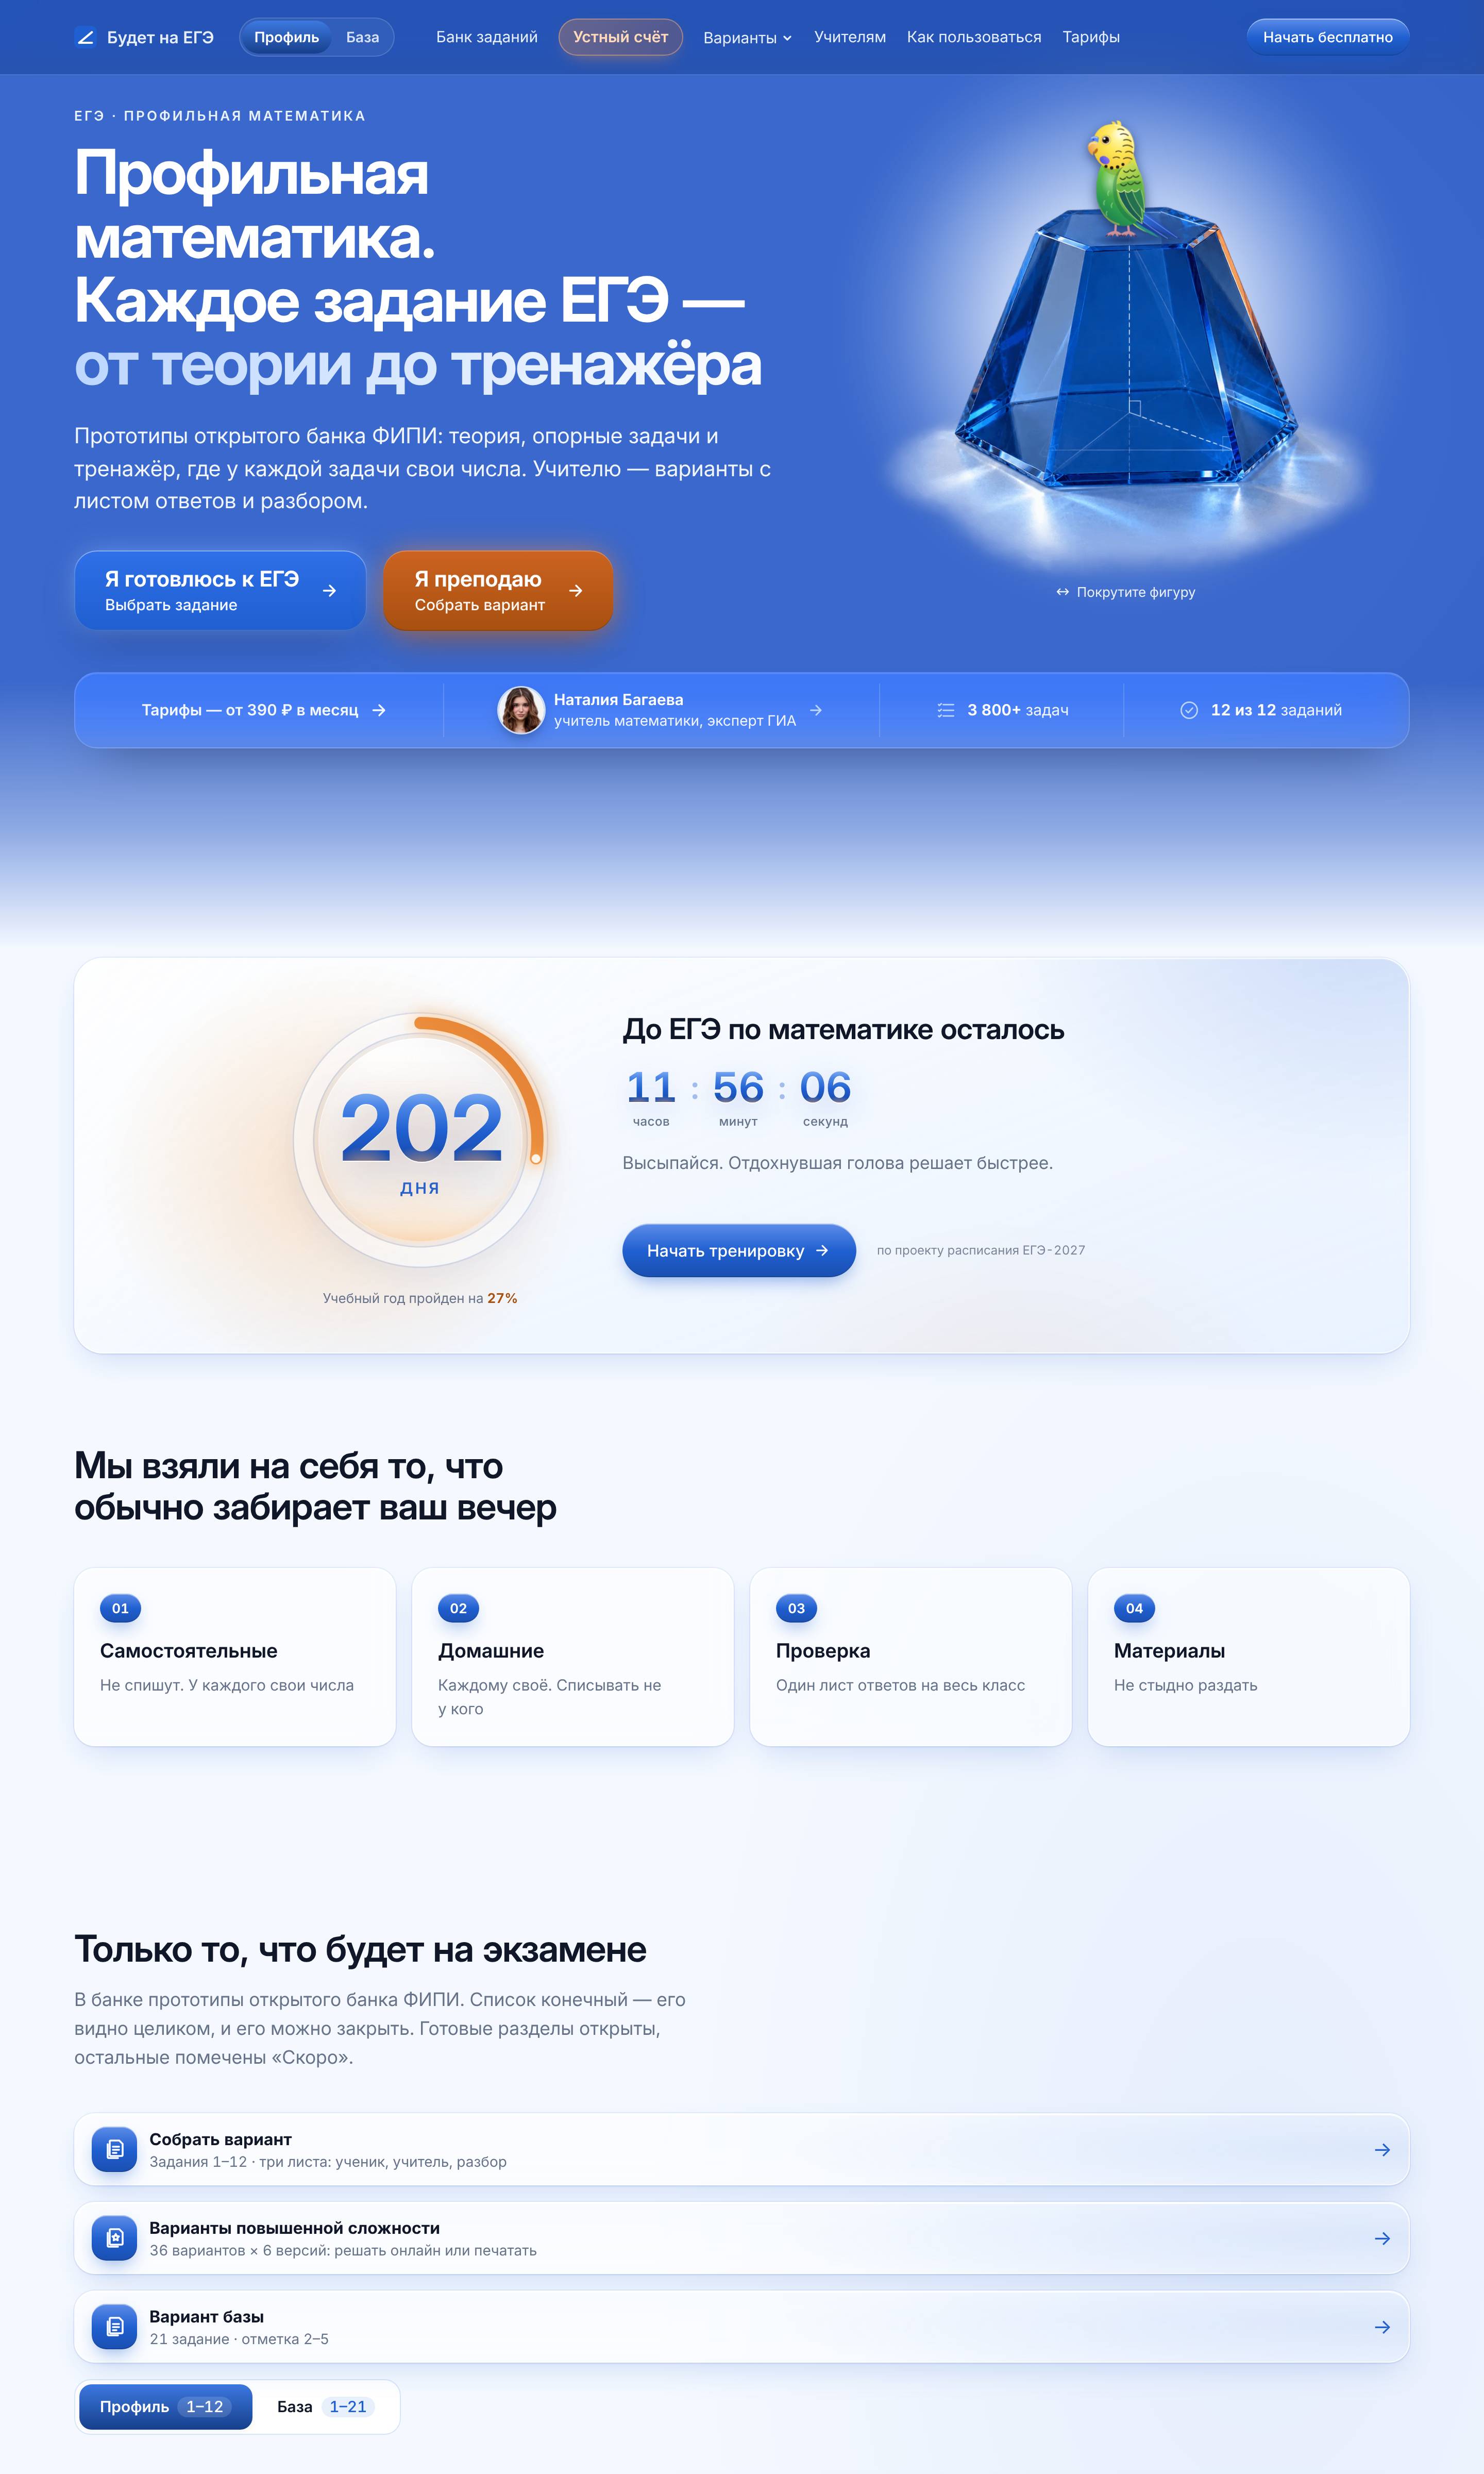 Будет на ЕГЭ
Профиль
База
Банк заданий
Устный счёт
Варианты
Учителям
Как пользоваться
Тарифы
Начать бесплатно
ЕГЭ · ПРОФИЛЬНАЯ МАТЕМАТИКА
Профильная
математика.
Каждое задание ЕГЭ —
от теории до тренажёра
Прототипы открытого банка ФИПИ: теория, опорные задачи и
тренажёр, где у каждой задачи свои числа. Учителю — варианты с
листом ответов и разбором.
Я готовлюсь к ЕГЭ
Выбрать задание
Я преподаю
Собрать вариант
Покрутите фигуру
Тарифы — от 390 ₽ в месяц
Наталия Багаева
учитель математики, эксперт ГИА
3 800+ задач
12 из 12 заданий
202
ДНЯ
Учебный год пройден на 27%
До ЕГЭ по математике осталось
11 : 56 : 06
часов минут секунд
Высыпайся. Отдохнувшая голова решает быстрее.
Начать тренировку
по проекту расписания ЕГЭ-2027
Мы взяли на себя то, что
обычно забирает ваш вечер
01
Самостоятельные
Не спишут. У каждого свои числа
02
Домашние
Каждому своё. Списывать не
у кого
03
Проверка
Один лист ответов на весь класс
04
Материалы
Не стыдно раздать
Только то, что будет на экзамене
В банке прототипы открытого банка ФИПИ. Список конечный — его
видно целиком, и его можно закрыть. Готовые разделы открыты,
остальные помечены «Скоро».
Собрать вариант
Задания 1–12 · три листа: ученик, учитель, разбор
Варианты повышенной сложности
36 вариантов × 6 версий: решать онлайн или печатать
Вариант базы
21 задание · отметка 2–5
Профиль 1–12
База 1–21